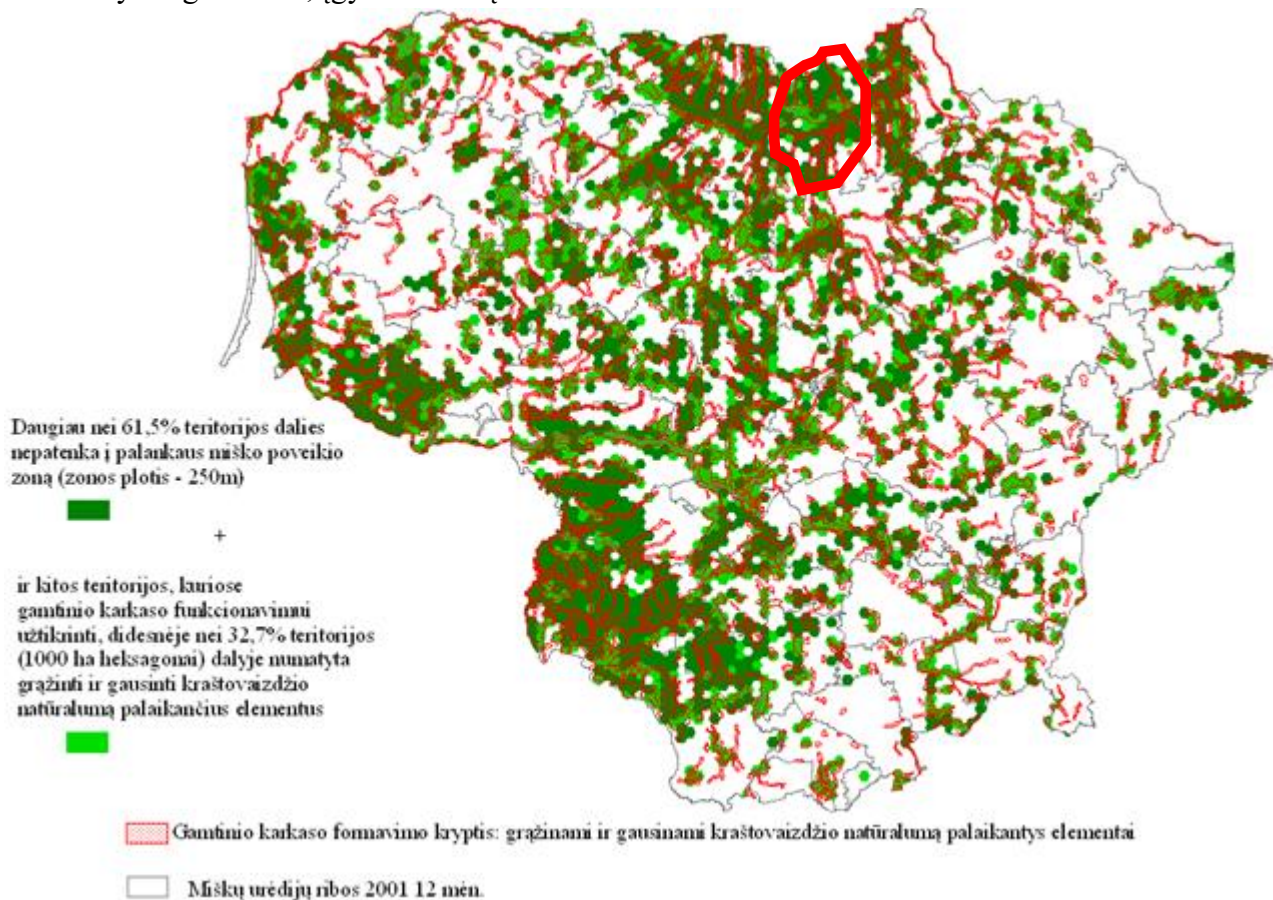 Daugiau nei 61,5% teritorijos dalies
nepatenka į palankaus miško poveikio
zoną (zonos plotis - 250m)
+
ir kitos teritorijos, kuriose
gamtinio karkaso funkcionavimui
užtikrinti, didesnėje nei 32,7% teritorijos
(1000 ha heksagonai) dalyje numatyta
grąžinti ir gausinti kraštovaizdžio
natūralumą palaikančius elementus
Gamtinio karkaso formavimo kryptis: grąžinami ir gausinami kraštovaizdžio natūralumą palaikantys elementai
Miškų urėdijų ribos 2001 12 mėn.